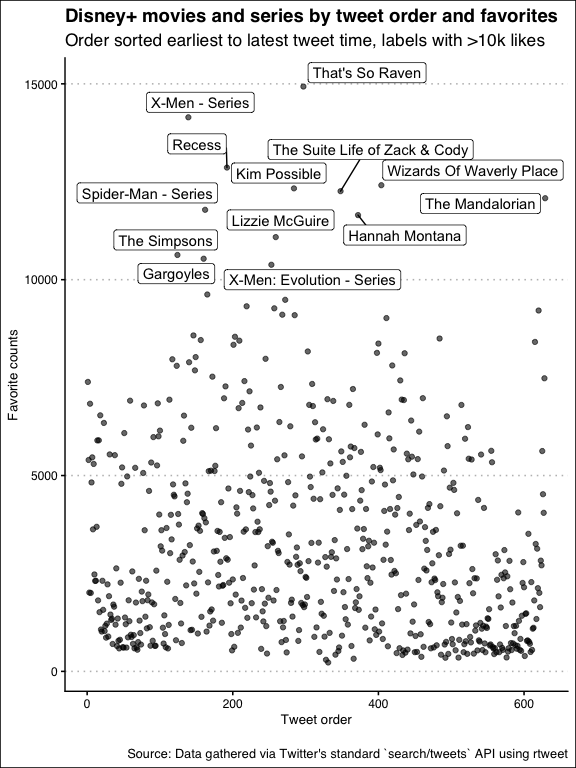 Disney+ movies and series by tweet order and favorites
Order sorted earliest to latest tweet time, labels with >10k likes
That's So Raven
15000
X-Men - Series
Recess
The Suite Life of Zack & Cody
Kim Possible
Wizards Of Waverly Place
Spider-Man - Series
The Mandalorian
Lizzie McGuire
Hannah Montana
The Simpsons
Gargoyles
X-Men: Evolution - Series
10000
Favorite counts
5000
0
0
200
400
600
Tweet order
Source: Data gathered via Twitter's standard `search/tweets` API using rtweet